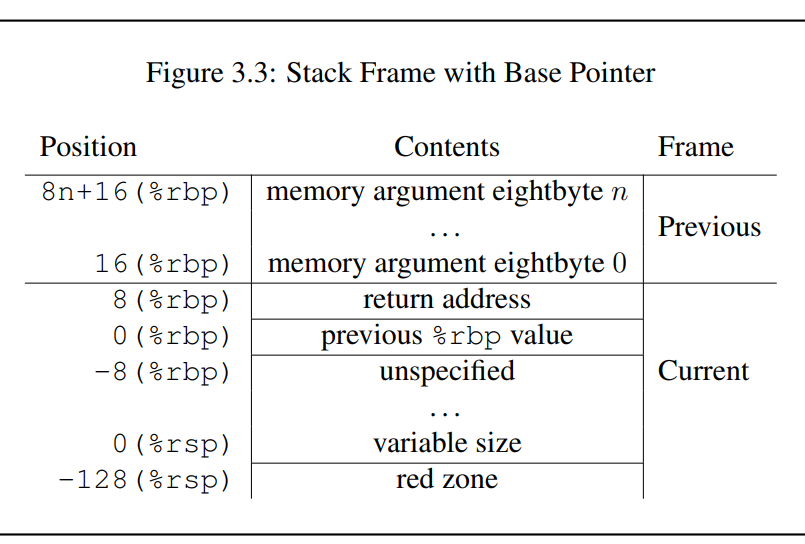 Figure 3.3: Stack Frame with Base Pointer
Position Contents Frame
8n+16(%rbp) memory argument eightbyte n
... Previous
16(%rbp) memory argument eightbyte 0
8(%rbp) return address
0(%rbp) previous %rbp value
-8(%rbp) unspecified Current
...
0(%rsp) variable size
-128(%rsp) red zone